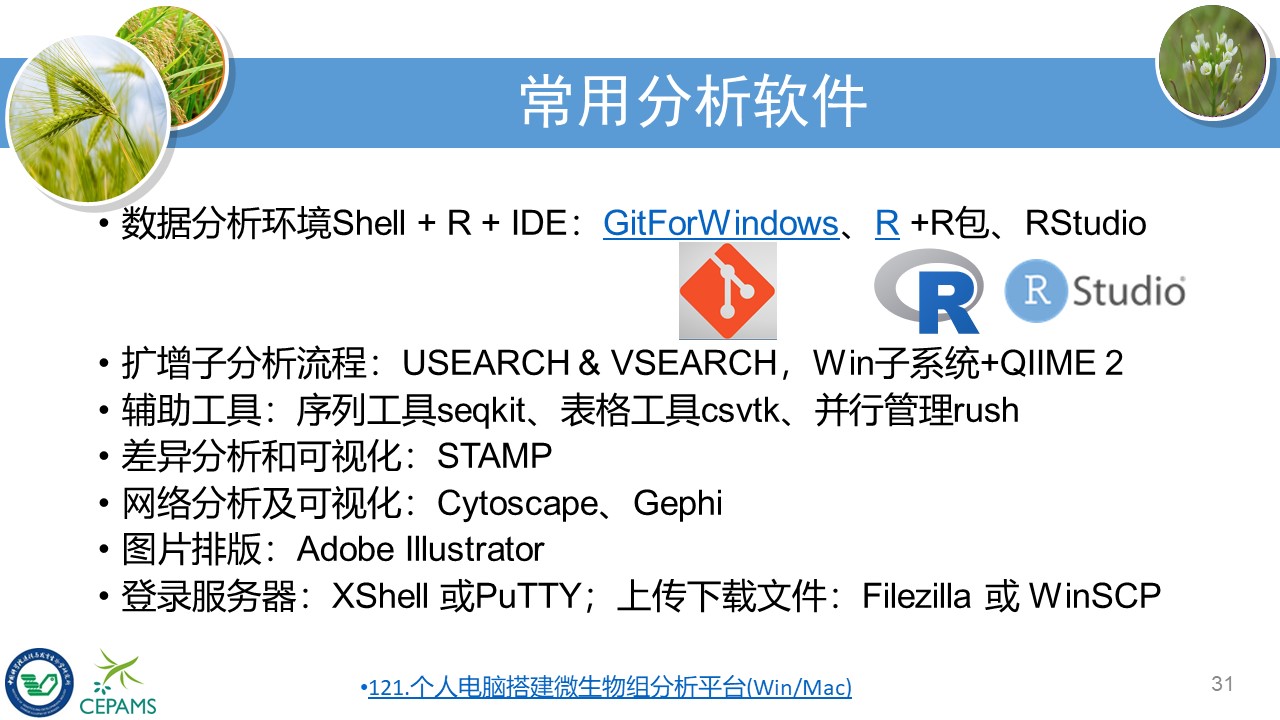 常用分析软件
• 数据分析环境Shell + R + IDE：GitForWindows、R +R包、RStudio
R R Studio
• 扩增子分析流程：USEARCH & VSEARCH，Win子系统+QIIME 2
• 辅助工具：序列工具seqkit、表格工具csvtk、并行管理rush
• 差异分析和可视化：STAMP
• 网络分析及可视化：Cytoscape、Gephi
• 图片排版：Adobe Illustrator
• 登录服务器：XShell 或PuTTY；上传下载文件：Filezilla 或 WinSCP
CEPAMS
•121.个人电脑搭建微生物组分析平台(Win/Mac)
31